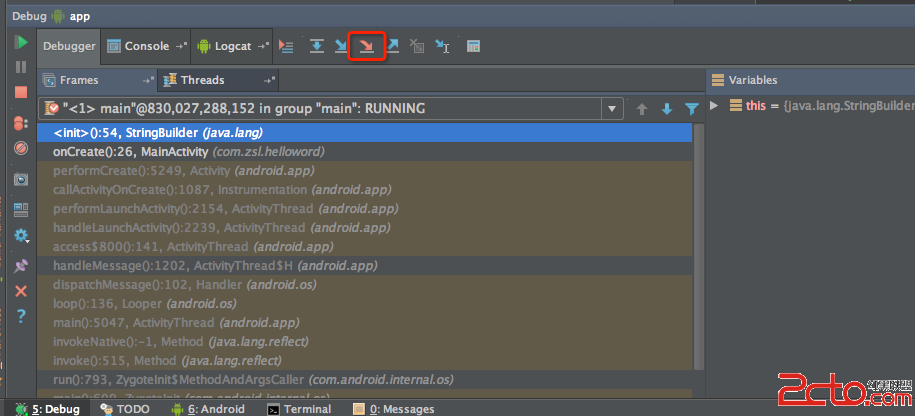 Debug app
Debugger Console Logcat
Frames Threads Variables
"<1> main"@830,027,288,152 in group "main": RUNNING
this = {java.lang.StringBuilder
<init>():54, StringBuilder (java.lang)
onCreate():26, MainActivity (com.zsl.helloword)
performCreate():5249, Activity (android.app)
callActivityOnCreate():1087, Instrumentation (android.app)
performLaunchActivity():2154, ActivityThread (android.app)
handleLaunchActivity():2239, ActivityThread (android.app)
access$800():141, ActivityThread (android.app)
handleMessage():1202, ActivityThread$H (android.app)
dispatchMessage():102, Handler (android.os)
loop():136, Looper (android.os)
main():5047, ActivityThread (android.app)
invokeNative():-1, Method (java.lang.reflect)
invoke():515, Method (java.lang.reflect)
run():793, ZygoteInit$MethodAndArgsCaller (com.android.internal.os)
5: Debug TODO 6: Android Terminal 0: Messages
2cto.com